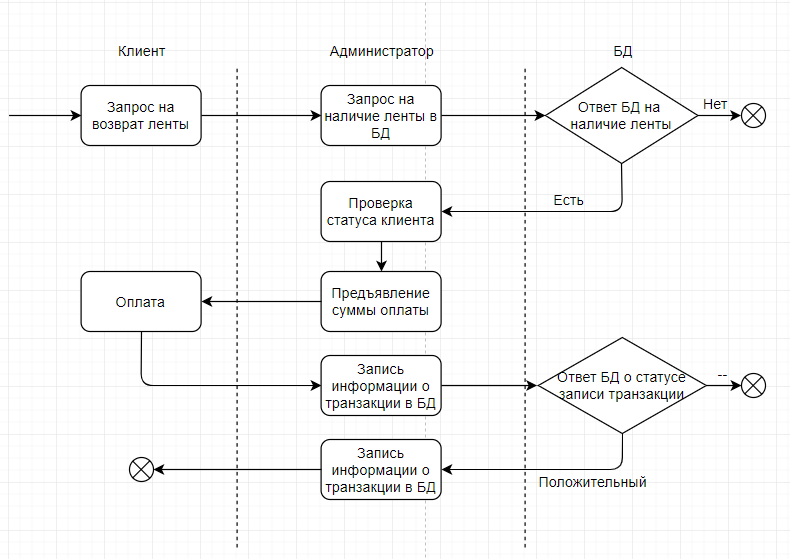 Клиент
Администратор
БД
Запрос на
возврат ленты
Запрос на
наличие ленты в
БД
Ответ БД на
наличие ленты
Нет
Есть
Проверка
статуса клиента
Предъявление
суммы оплаты
Оплата
Запись
информации о
транзакции в БД
Ответ БД о статусе
записи транзакции
--
Положительный
Запись
информации о
транзакции в БД